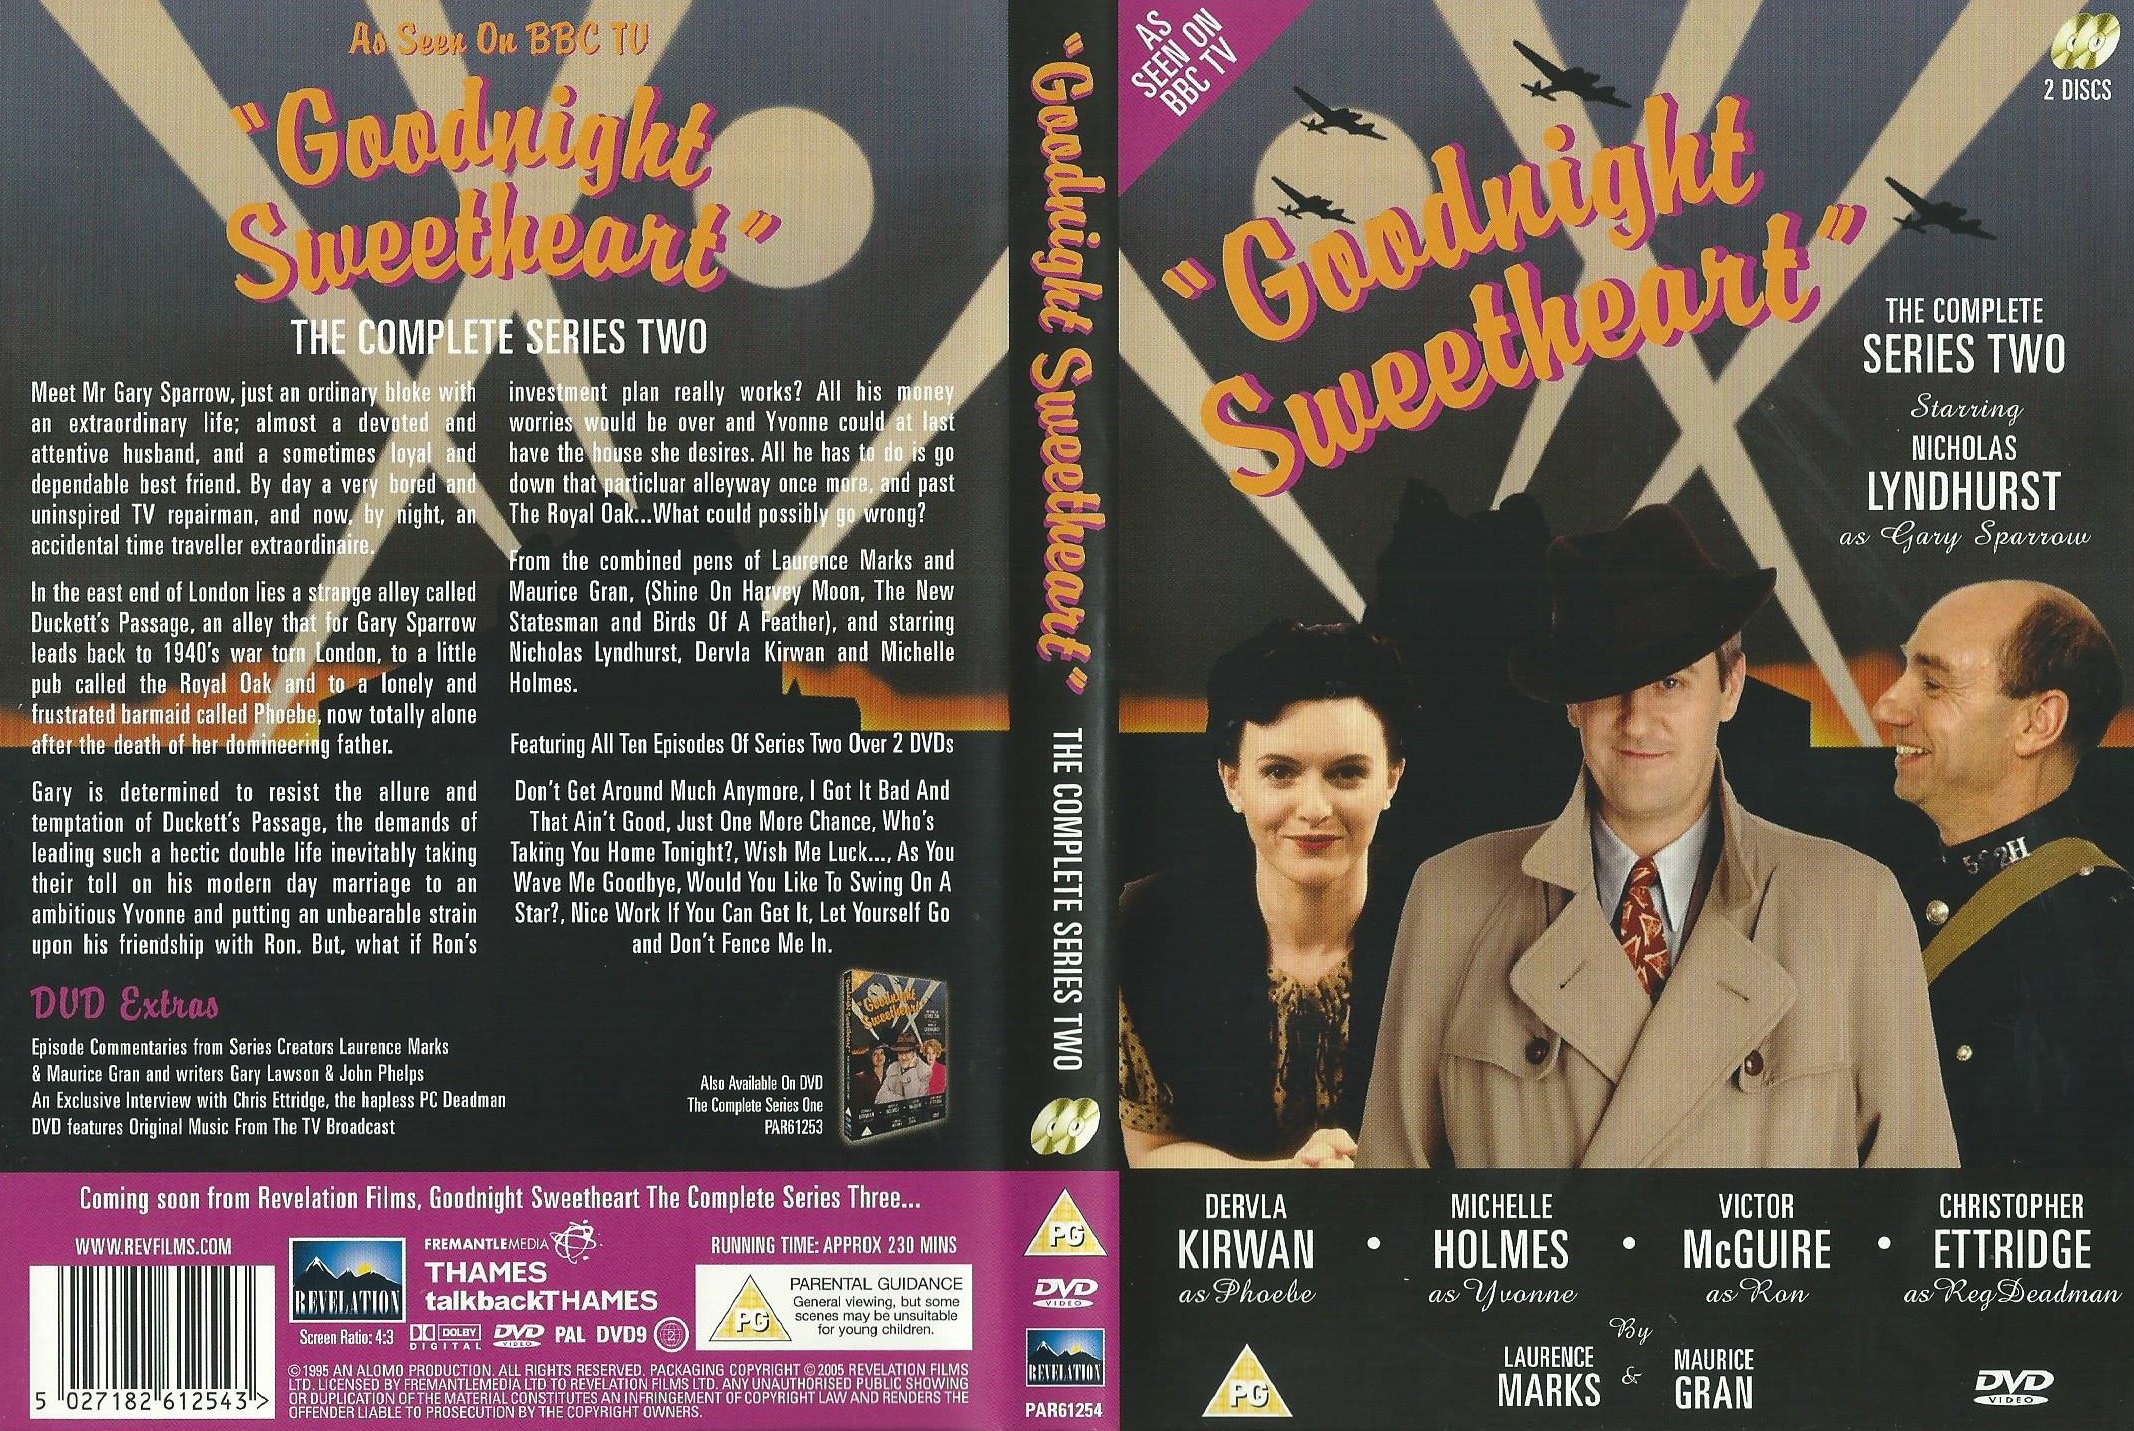 As Seen On BBC TV
"Goodnight
Sweetheart"
THE COMPLETE SERIES TWO
Meet Mr Gary Sparrow, just an ordinary bloke with
an extraordinary life; almost a devoted and
attentive husband, and a sometimes loyal and
dependable best friend. By day a very bored and
uninspired TV repairman, and now, by night, an
accidental time traveller extraordinaire.
In the east end of London lies a strange alley called
Duckett's Passage, an alley that for Gary Sparrow
leads back to 1940's war torn London, to a little
pub called the Royal Oak and to a lonely and
frustrated barmaid called Phoebe, now totally alone
after the death of her domineering father.
Gary is determined to resist the allure and
temptation of Duckett's Passage, the demands of
leading such a hectic double life inevitably taking
their toll on his modern day marriage to an
ambitious Yvonne and putting an unbearable strain
upon his friendship with Ron. But, what if Ron's
investment plan really works? All his money
worries would be over and Yvonne could at last
have the house she desires. All he has to do is go
down that particluar alleyway once more, and past
The Royal Oak...What could possibly go wrong?
From the combined pens of Laurence Marks and
Maurice Gran, (Shine On Harvey Moon, The New
Statesman and Birds Of A Feather), and starring
Nicholas Lyndhurst, Dervla Kirwan and Michelle
Holmes.
Featuring All Ten Episodes Of Series Two Over 2 DVDs
Don't Get Around Much Anymore, I Got It Bad And
That Ain't Good, Just One More Chance, Who's
Taking You Home Tonight?, Wish Me Luck..., As You
Wave Me Goodbye, Would You Like To Swing On A
Star?, Nice Work If You Can Get It, Let Yourself Go
and Don't Fence Me In.
DVD Extras
Episode Commentaries from Series Creators Laurence Marks
& Maurice Gran and writers Gary Lawson & John Phelps
An Exclusive Interview with Chris Ettridge, the hapless PC Deadman
DVD features Original Music From The TV Broadcast
Also Available On DVD
The Complete Series One
PAR61253
"Goodnight
Sweetheart"
Coming soon from Revelation Films, Goodnight Sweetheart The Complete Series Three...
WWW.REVFILMS.COM
5 027182 612543 >
REVELATION
Screen Ratio: 4:3
FREMANTLEMEDIA
THAMES
talkbackTHAMES
DOLBY
DIGITAL
DVD
VIDEO
PAL DVD9
2
RUNNING TIME: APPROX 230 MINS
PG
PARENTAL GUIDANCE
General viewing, but some
scenes may be unsuitable
for young children.
©1995 AN ALOMO PRODUCTION. ALL RIGHTS RESERVED. PACKAGING COPYRIGHT ©2005 REVELATION FILMS
LTD. LICENSED BY FREMANTLEMEDIA LTD TO REVELATION FILMS LTD. ANY UNAUTHORISED PUBLIC SHOWING
OR DUPLICATION OF THE MATERIAL CONSTITUTES AN INFRINGEMENT OF COPYRIGHT LAW AND RENDERS THE
OFFENDER LIABLE TO PROSECUTION BY THE COPYRIGHT OWNERS.
"Goodnight Sweetheart"
THE COMPLETE SERIES TWO
PG
DVD
VIDEO
REVELATION
PAR61254
AS
SEEN ON
BBC TV
2 DISCS
"Goodnight
Sweetheart"
THE COMPLETE
SERIES TWO
Starring
NICHOLAS
LYNDHURST
as Gary Sparrow
DERVLA
KIRWAN
as Phoebe
•
MICHELLE
HOLMES
as Yvonne
•
VICTOR
McGUIRE
as Ron
•
CHRISTOPHER
ETTRIDGE
as Reg Deadman
By
LAURENCE
MARKS
&
MAURICE
GRAN
PG
DVD
VIDEO